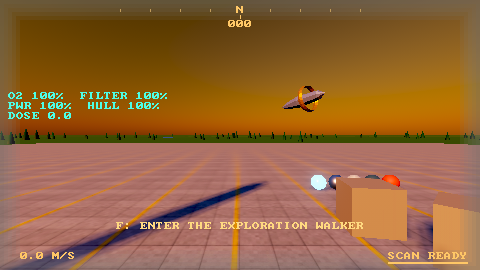 N
000
O2 100% FILTER 100%
PWR 100% HULL 100%
DOSE 0.0
F: ENTER THE EXPLORATION WALKER
0.0 M/S
SCAN READY